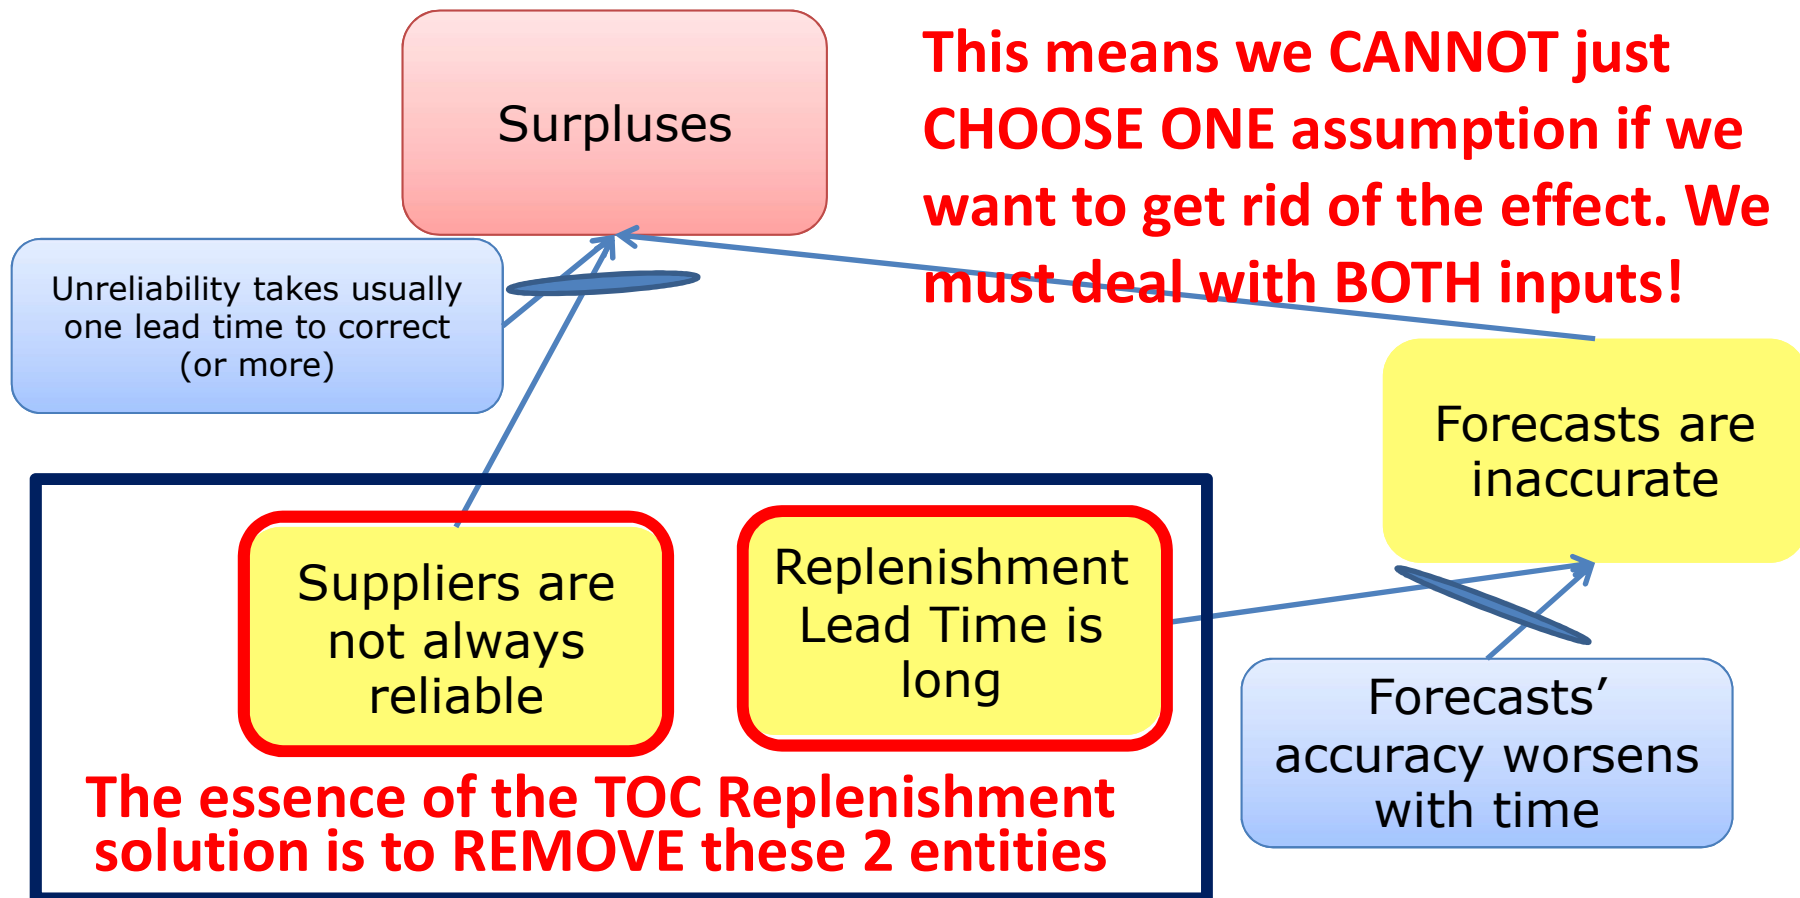 Surpluses
This means we CANNOT just
CHOOSE ONE assumption if we
want to get rid of the effect. We
must deal with BOTH inputs!
Unreliability takes usually
one lead time to correct
(or more)
Forecasts are
inaccurate
Suppliers are
not always
reliable
Replenishment
Lead Time is
long
Forecasts’
accuracy worsens
with time
The essence of the TOC Replenishment
solution is to REMOVE these 2 entities